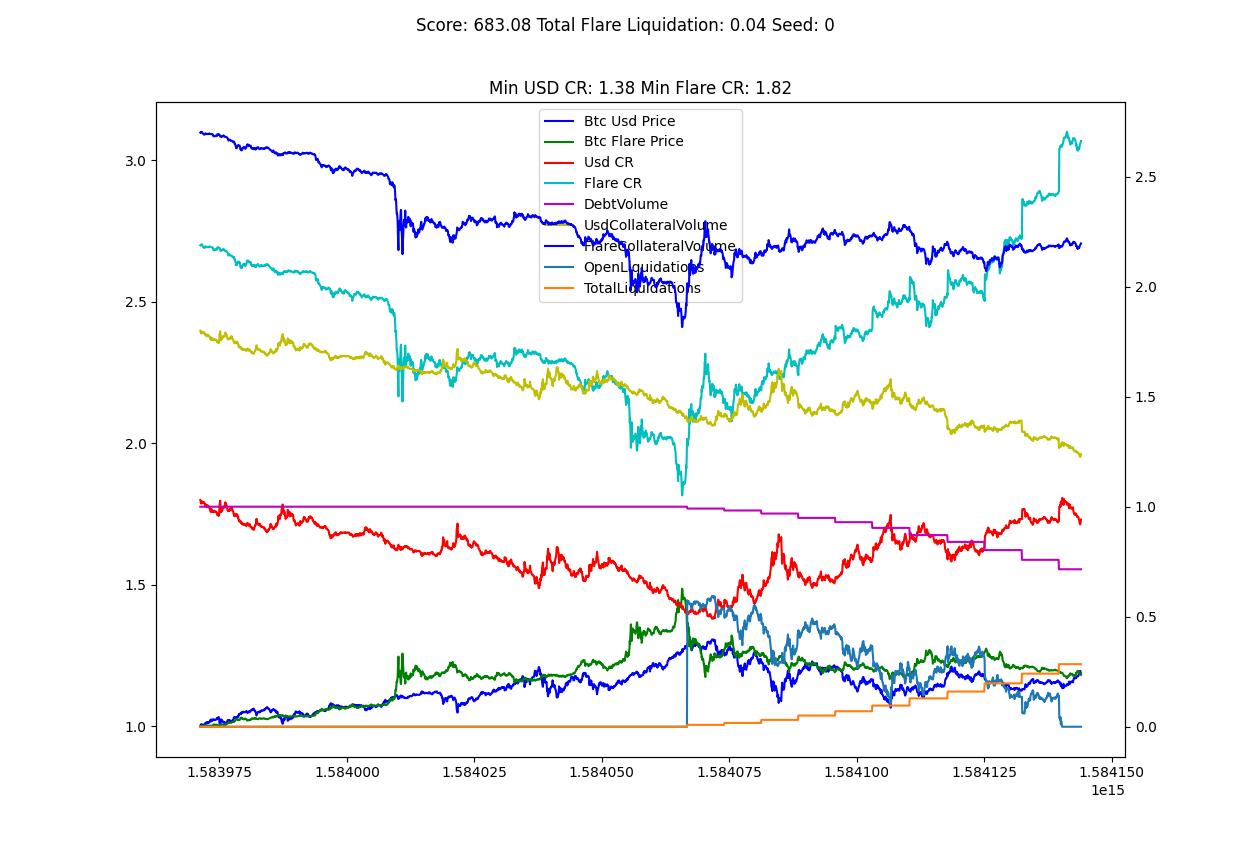 Score: 683.08 Total Flare Liquidation: 0.04 Seed: 0
Min USD CR: 1.38 Min Flare CR: 1.82
Btc Usd Price
Btc Flare Price
Usd CR
Flare CR
DebtVolume
UsdCollateralVolume
FlareCollateralVolume
OpenLiquidations
TotalLiquidations
3.0
2.5
2.0
1.5
1.0
2.5
2.0
1.5
1.0
0.5
0.0
1.583975 1.584000 1.584025 1.584050 1.584075 1.584100 1.584125 1.584150
1e15